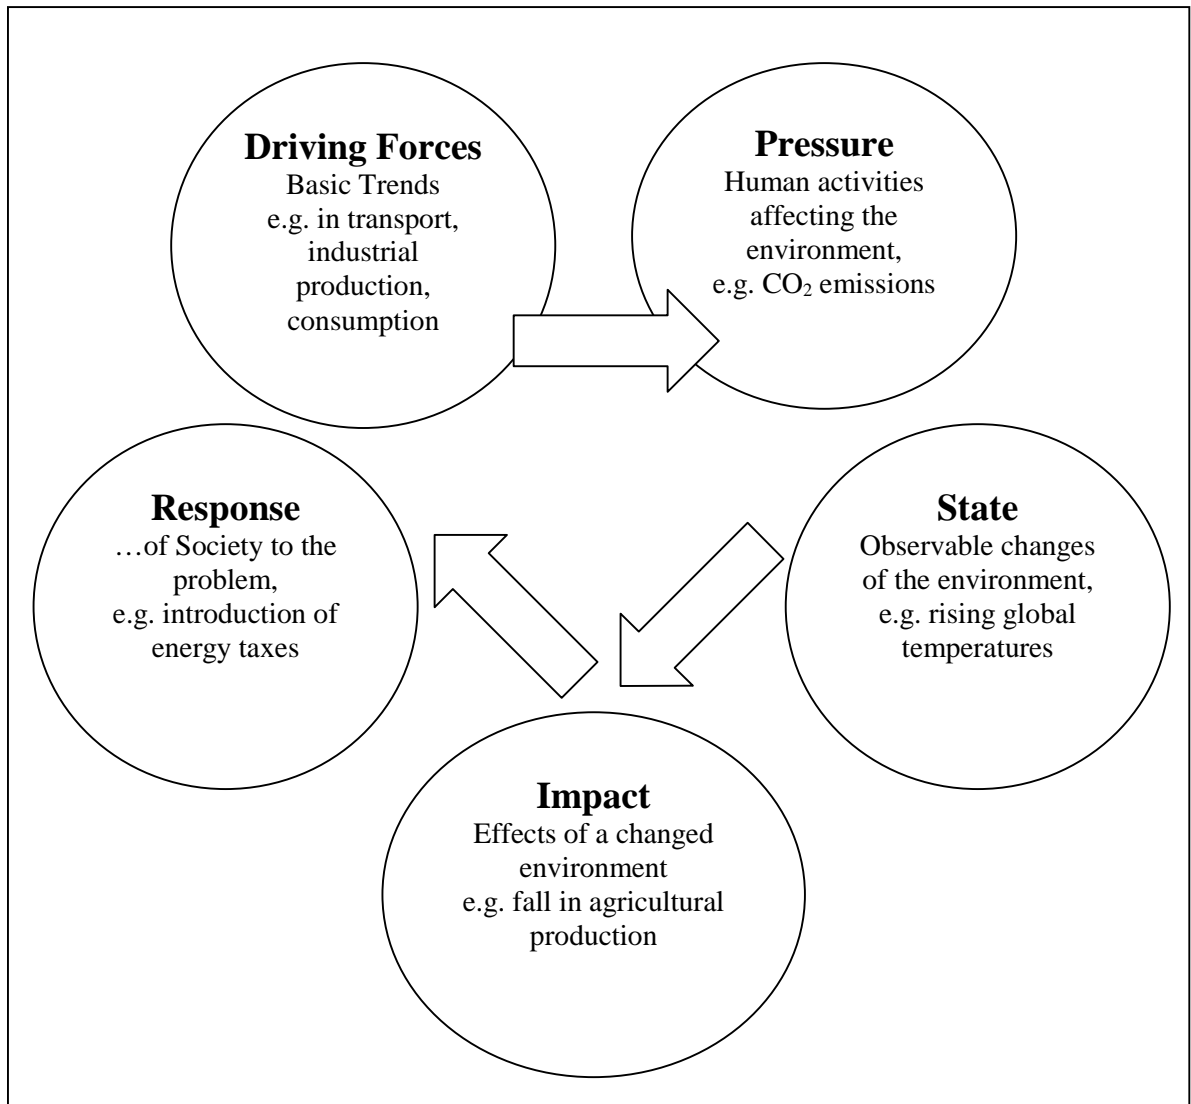 Driving Forces
Basic Trends
e.g. in transport,
industrial
production,
consumption
Pressure
Human activities
affecting the
environment,
e.g. CO₂ emissions
Response
…of Society to the
problem,
e.g. introduction of
energy taxes
State
Observable changes
of the environment,
e.g. rising global
temperatures
Impact
Effects of a changed
environment
e.g. fall in agricultural
production